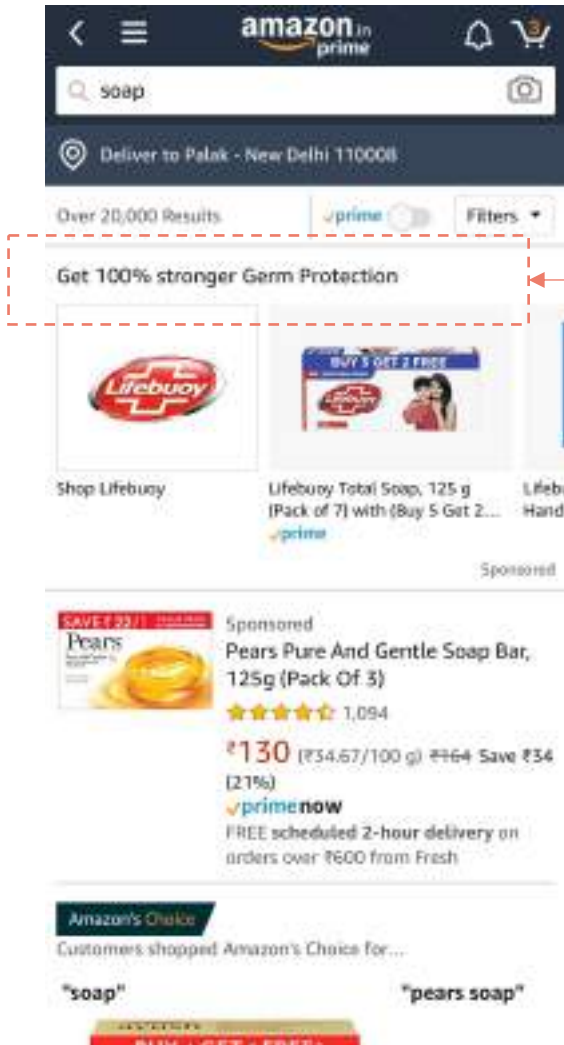 amazon.in
prime
3
soap
Deliver to Palak - New Delhi 110008
Over 20,000 Results
prime
Filters
Get 100% stronger Germ Protection
Lifebuoy
BUY 5 GET 2 FREE
Shop Lifebuoy
Lifebuoy Total Soap, 125 g
(Pack of 7) with (Buy 5 Get 2...
prime
Lifeb
Hand
Sponsored
SAVE ₹
Pears
Sponsored
Pears Pure And Gentle Soap Bar,
125g (Pack Of 3)
1,094
₹130 (₹34.67/100 g) ₹164 Save ₹34
(21%)
prime now
FREE scheduled 2-hour delivery on
orders over ₹600 from Fresh
Amazon's Choice
Customers shopped Amazon's Choice for...
"soap"
"pears soap"